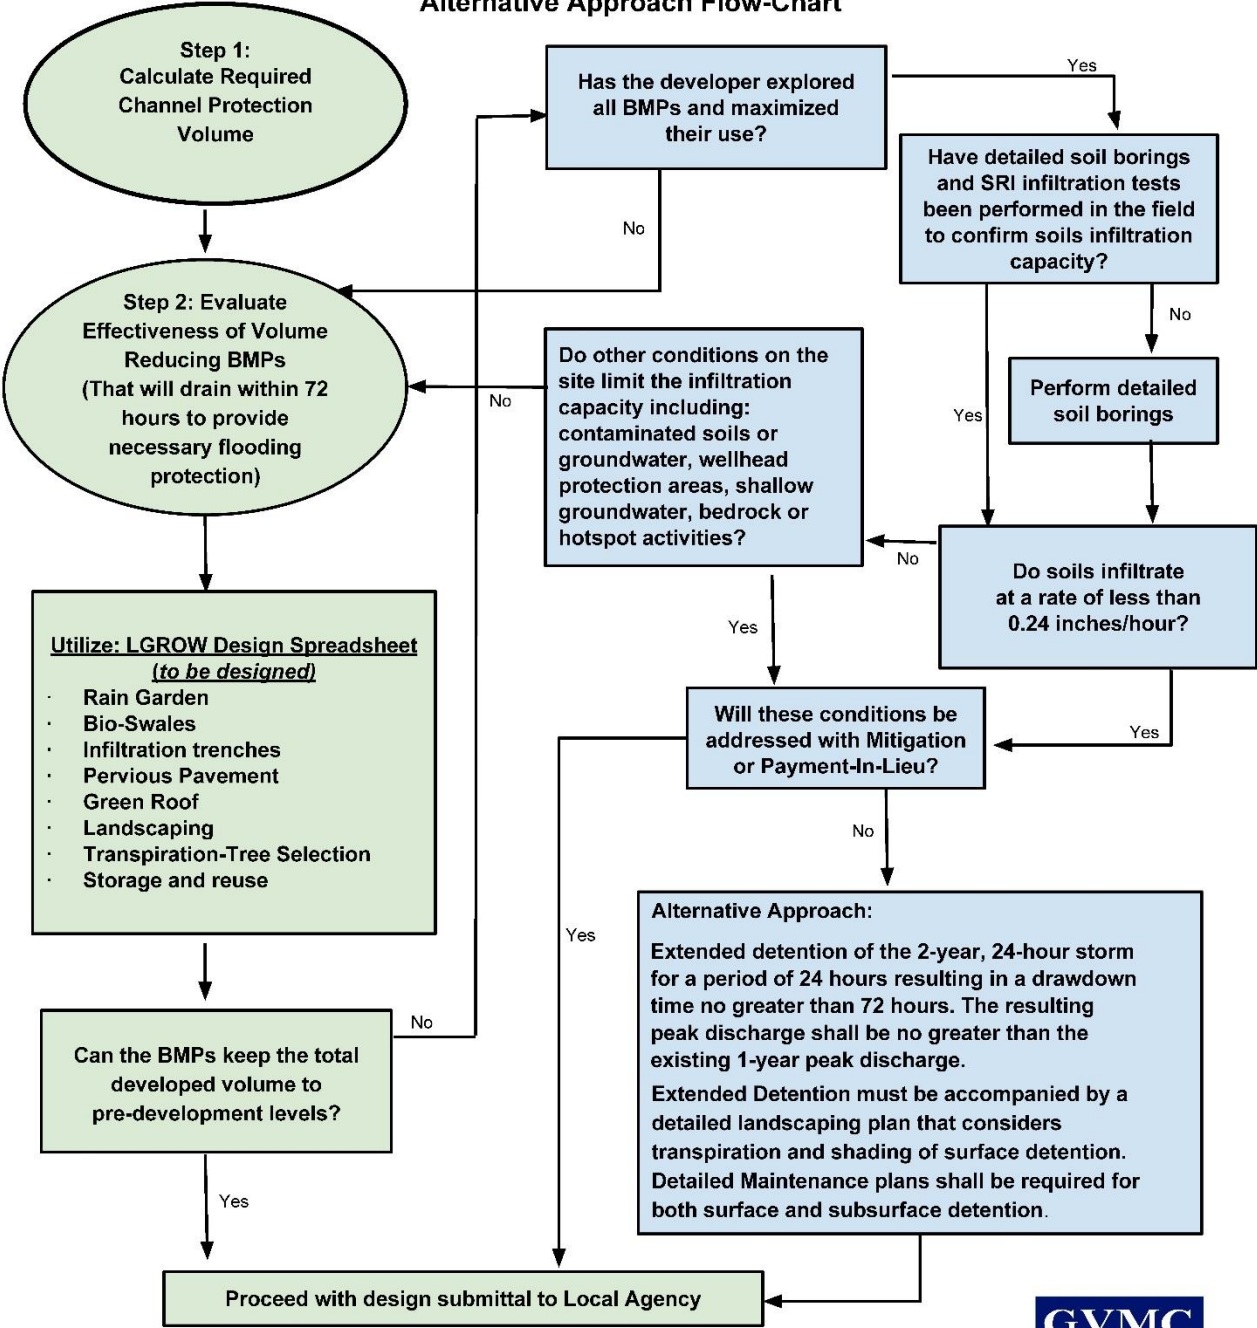 Alternative Approach Flow-Chart
Step 1:
Calculate Required
Channel Protection
Volume
Has the developer explored
all BMPs and maximized
their use?
Yes
Have detailed soil borings
and SRI infiltration tests
been performed in the field
to confirm soils infiltration
capacity?
No
Step 2: Evaluate
Effectiveness of Volume
Reducing BMPs
(That will drain within 72
hours to provide
necessary flooding
protection)
No
Do other conditions on the
site limit the infiltration
capacity including:
contaminated soils or
groundwater, wellhead
protection areas, shallow
groundwater, bedrock or
hotspot activities?
No
Perform detailed
soil borings
Yes
No
Do soils infiltrate
at a rate of less than
0.24 inches/hour?
Yes
Yes
Utilize: LGROW Design Spreadsheet
(to be designed)
· Rain Garden
· Bio-Swales
· Infiltration trenches
· Pervious Pavement
· Green Roof
· Landscaping
· Transpiration-Tree Selection
· Storage and reuse
Will these conditions be
addressed with Mitigation
or Payment-In-Lieu?
No
Yes
Alternative Approach:
Extended detention of the 2-year, 24-hour storm
for a period of 24 hours resulting in a drawdown
time no greater than 72 hours. The resulting
peak discharge shall be no greater than the
existing 1-year peak discharge.
Extended Detention must be accompanied by a
detailed landscaping plan that considers
transpiration and shading of surface detention.
Detailed Maintenance plans shall be required for
both surface and subsurface detention.
No
Can the BMPs keep the total
developed volume to
pre-development levels?
Yes
Proceed with design submittal to Local Agency
GVMC